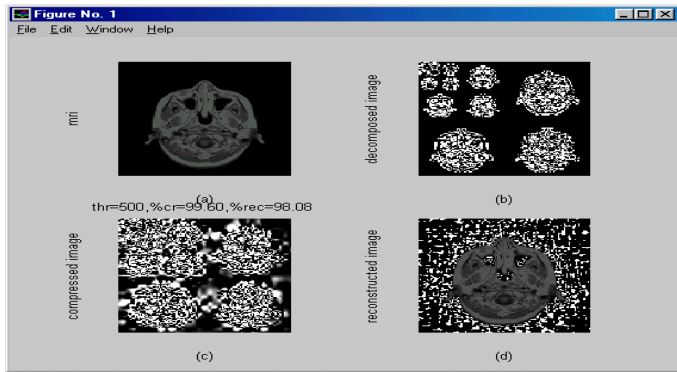 Figure No. 1
File Edit Window Help
mri
(a)
decomposed image
(b)
thr=500,%cr=99.60,%rec=98.08
compressed image
(c)
reconstructed image
(d)